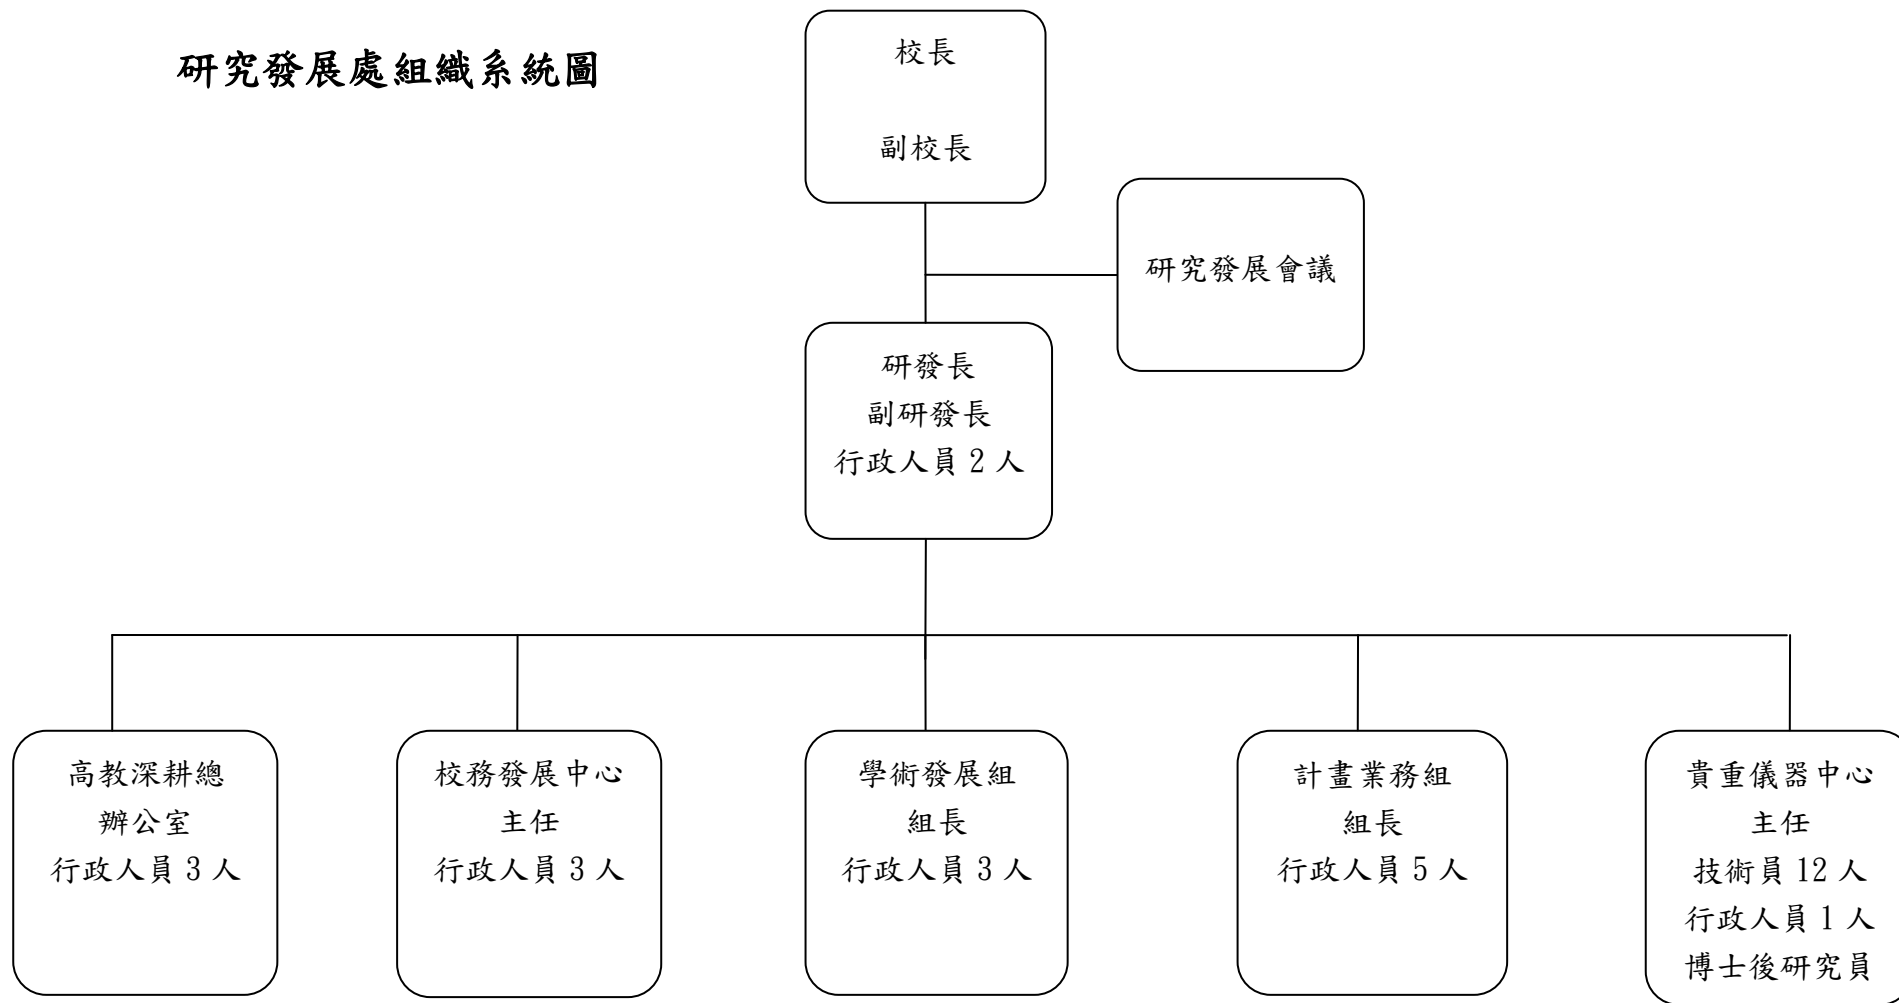 研究發展處組織系統圖
校長
副校長
研究發展會議
研發長
副研發長
行政人員 2 人
高教深耕總
辦公室
行政人員 3 人
校務發展中心
主任
行政人員 3 人
學術發展組
組長
行政人員 3 人
計畫業務組
組長
行政人員 5 人
貴重儀器中心
主任
技術員 12 人
行政人員 1 人
博士後研究員